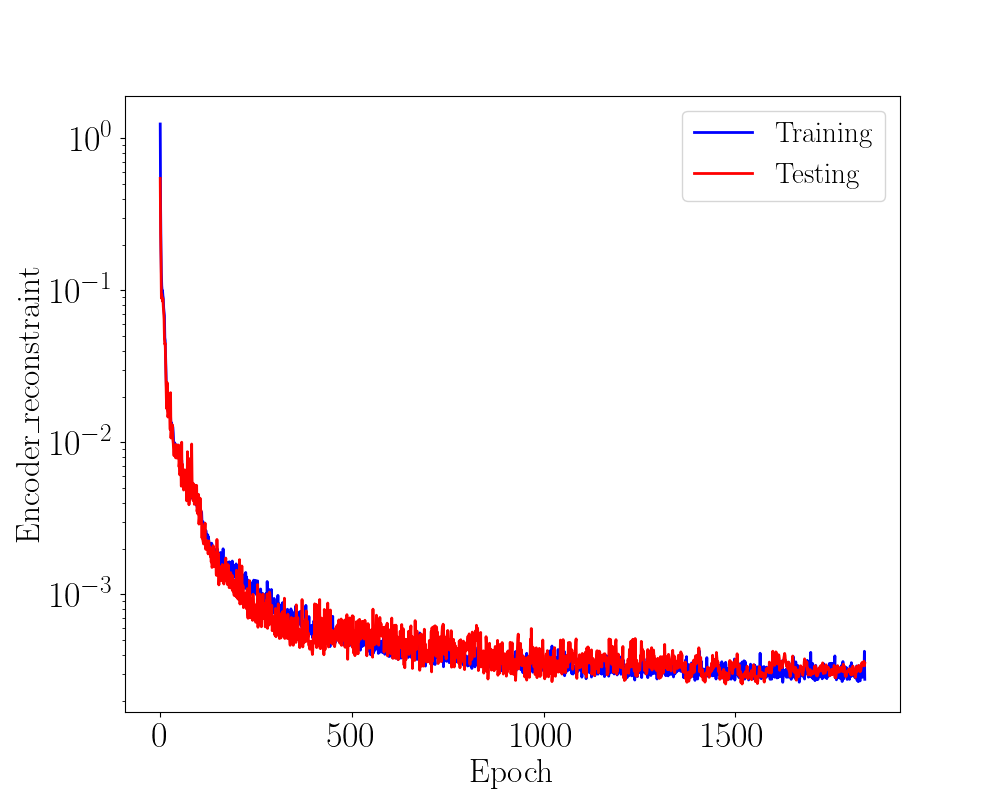 10^0
10^{-1}
10^{-2}
10^{-3}
Encoder_reconstraint
Training
Testing
0 500 1000 1500
Epoch